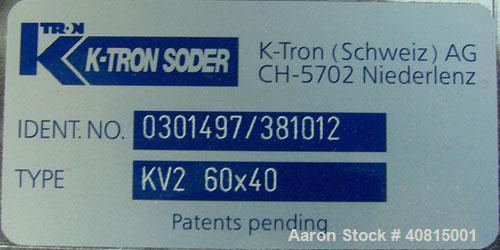 K-TRON
K-TRON SODER
K-Tron (Schweiz) AG
CH-5702 Niederlenz
IDENT. NO. 0301497/381012
TYPE KV2 60x40
Patents pending
Aaron Stock # 40815001